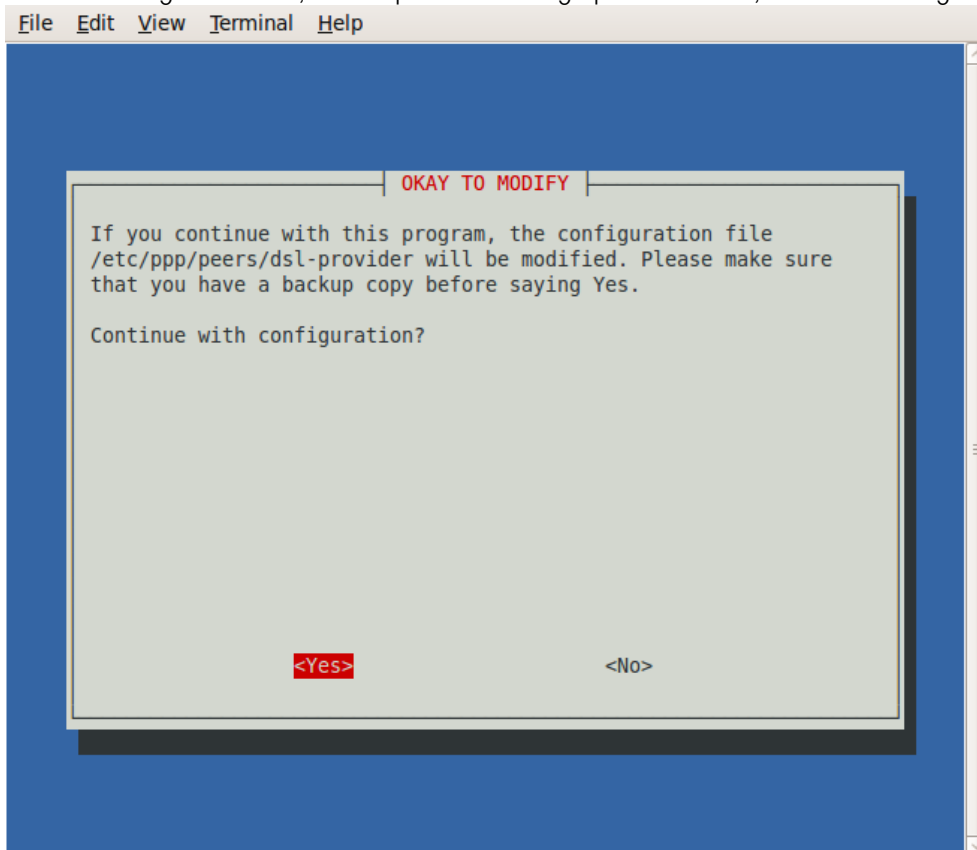 File Edit View Terminal Help
OKAY TO MODIFY
If you continue with this program, the configuration file
/etc/ppp/peers/dsl-provider will be modified. Please make sure
that you have a backup copy before saying Yes.
Continue with configuration?
<Yes> <No>